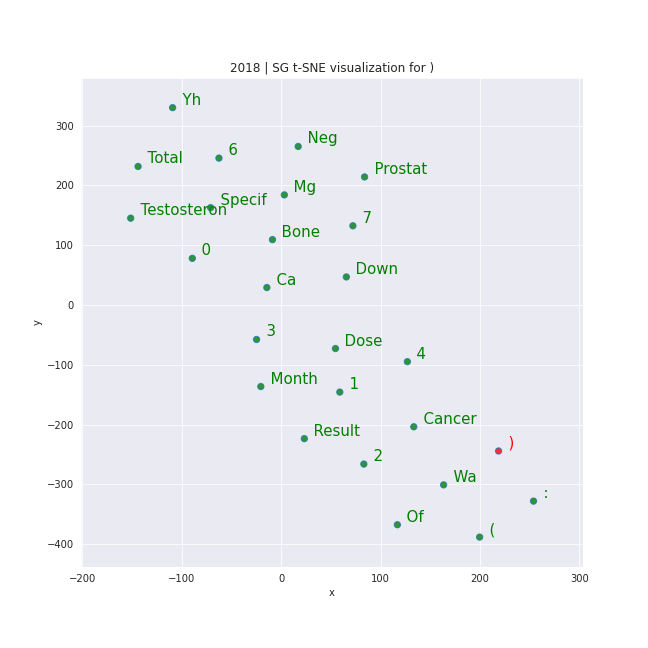 2018 | SG t-SNE visualization for )
Yh
Neg
6
Total
Prostat
Mg
Specif
Testosteron
7
Bone
0
Down
Ca
3
Dose
4
Month
1
Cancer
Result
)
2
Wa
:
Of
(
300
200
100
0
−100
−200
−300
−400
y
−200 −100 0 100 200 300
x